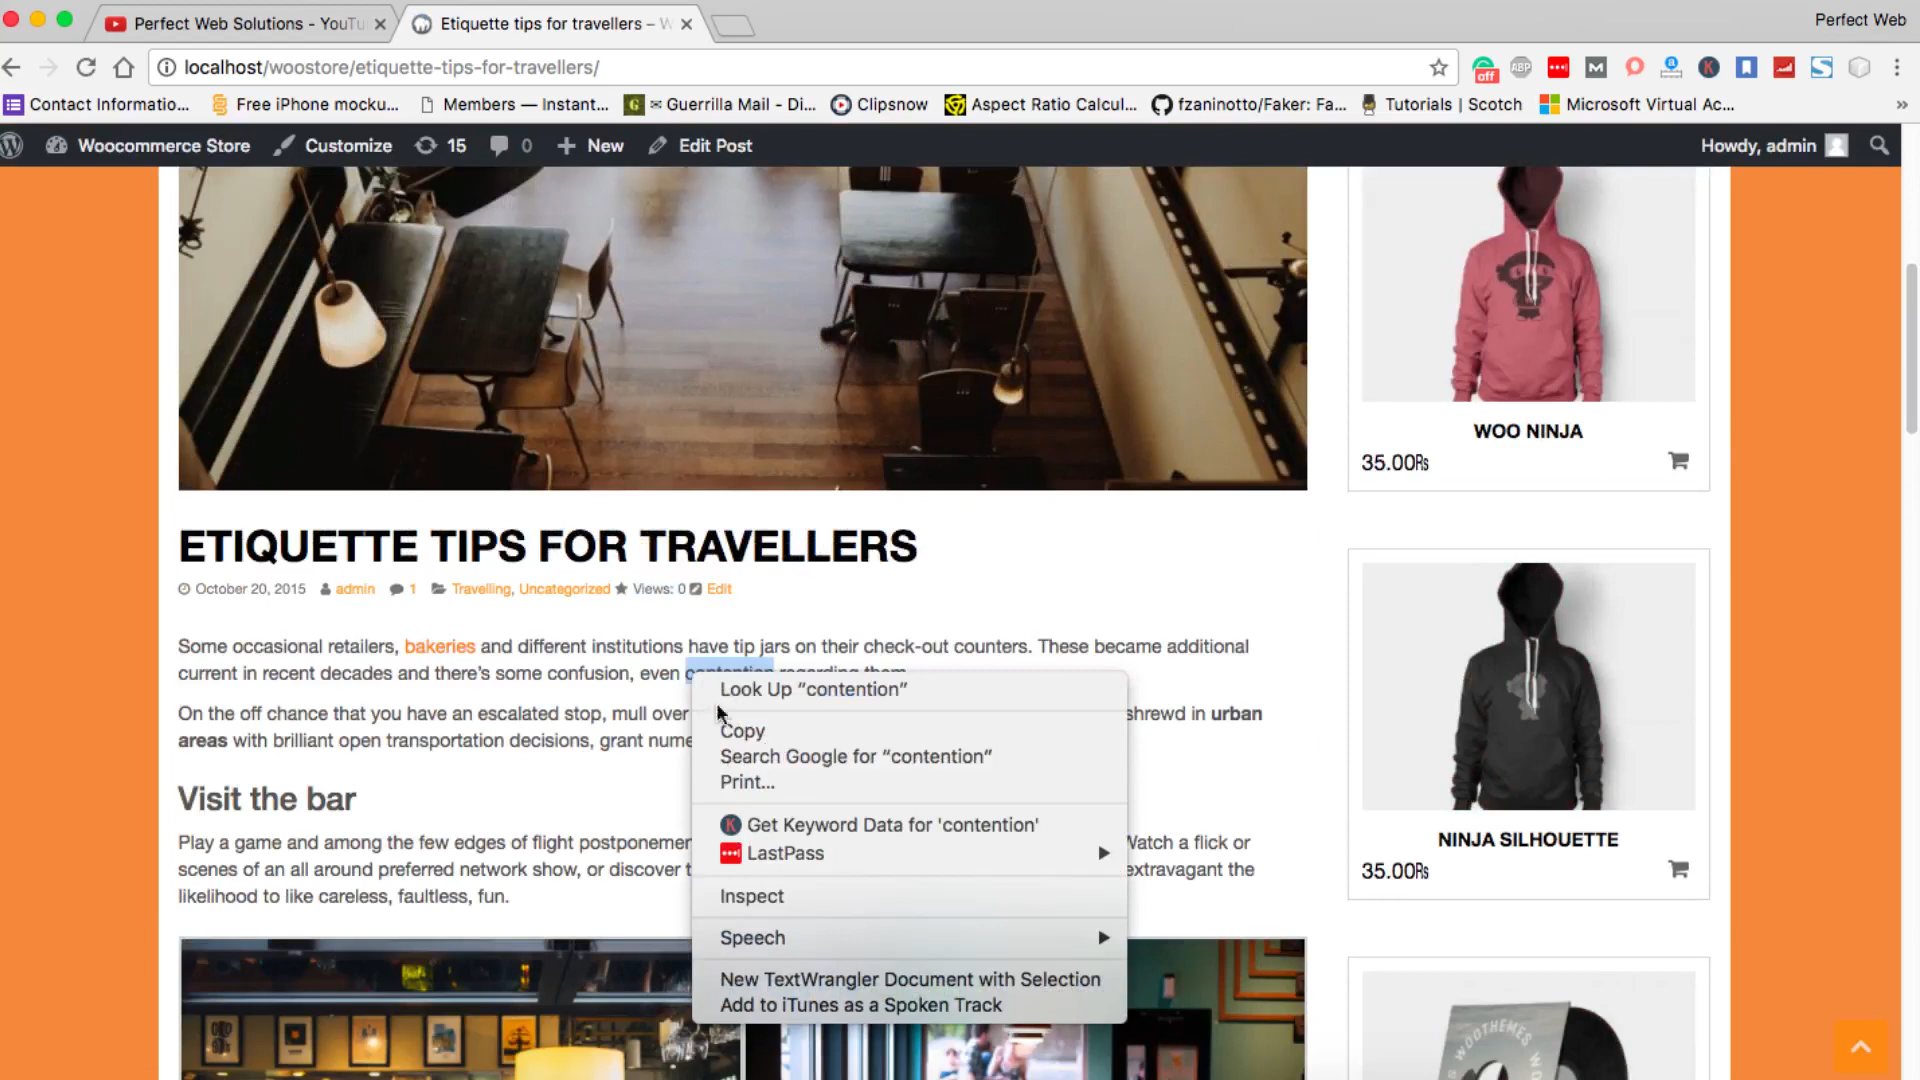 Perfect Web Solutions - YouTu
Etiquette tips for travellers – W
Perfect Web
localhost/woostore/etiquette-tips-for-travellers/
off
ABP
Contact Informatio...
Free iPhone mocku...
Members — Instant...
Guerrilla Mail - Di...
Clipsnow
Aspect Ratio Calcul...
fzaninotto/Faker: Fa...
Tutorials | Scotch
Microsoft Virtual Ac...
Woocommerce Store
Customize
15
0
New
Edit Post
Howdy, admin
WOO NINJA
35.00₨
ETIQUETTE TIPS FOR TRAVELLERS
October 20, 2015 admin 1 Travelling, Uncategorized Views: 0 Edit
Some occasional retailers, bakeries and different institutions have tip jars on their check-out counters. These became additional
current in recent decades and there's some confusion, even contention regarding them.
On the off chance that you have an escalated stop, mull over shrewd in urban
areas with brilliant open transportation decisions, grant nume
Visit the bar
Play a game and among the few edges of flight postponemen Watch a flick or
scenes of an all around preferred network show, or discover t extravagant the
likelihood to like careless, faultless, fun.
Look Up “contention”
Copy
Search Google for “contention”
Print...
Get Keyword Data for 'contention'
LastPass
Inspect
Speech
New TextWrangler Document with Selection
Add to iTunes as a Spoken Track
NINJA SILHOUETTE
35.00₨
WOOTHEMES WO